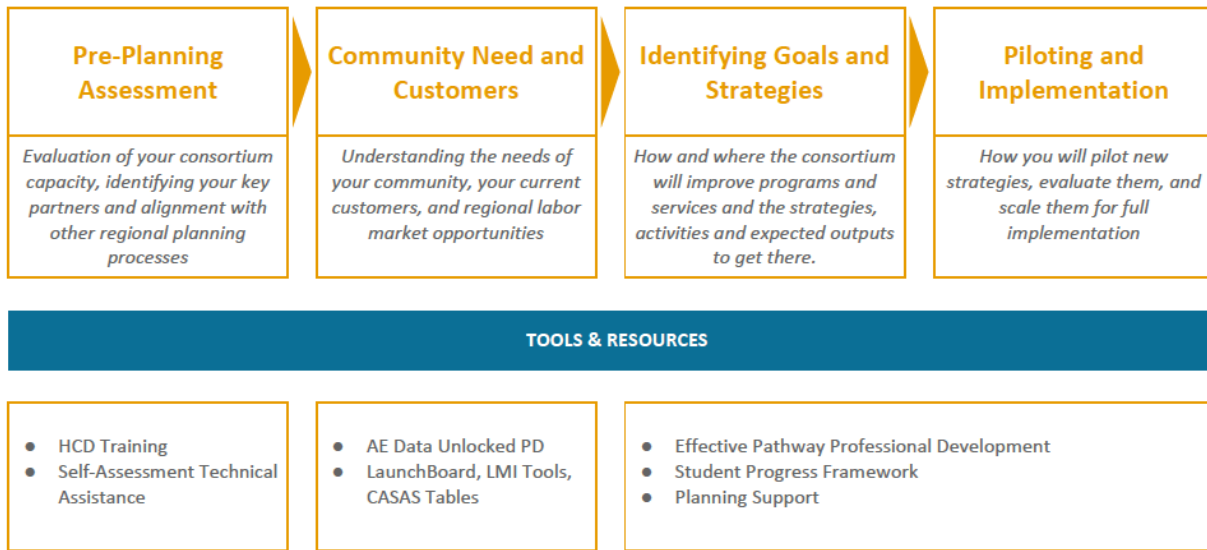 Pre-Planning
Assessment
Evaluation of your consortium
capacity, identifying your key
partners and alignment with
other regional planning
processes
Community Need and
Customers
Understanding the needs of
your community, your current
customers, and regional labor
market opportunities
Identifying Goals and
Strategies
How and where the consortium
will improve programs and
services and the strategies,
activities and expected outputs
to get there.
Piloting and
Implementation
How you will pilot new
strategies, evaluate them, and
scale them for full
implementation
TOOLS & RESOURCES
● HCD Training
● Self-Assessment Technical
Assistance
● AE Data Unlocked PD
● LaunchBoard, LMI Tools,
CASAS Tables
● Effective Pathway Professional Development
● Student Progress Framework
● Planning Support